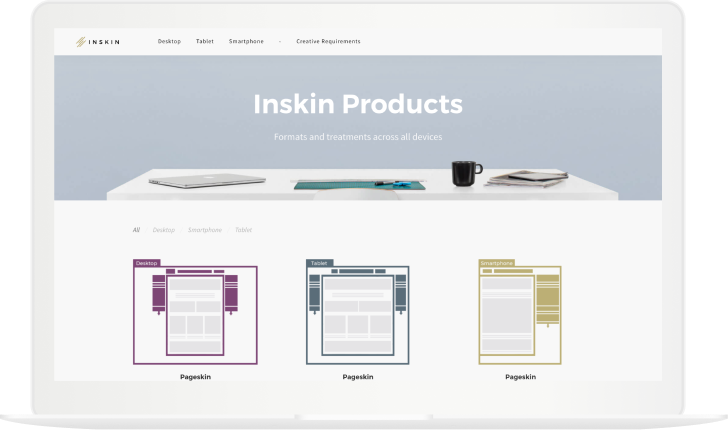 INSKIN Desktop Tablet Smartphone - Creative Requirements
Inskin Products
Formats and treatments across all devices
All Desktop Smartphone Tablet
Desktop Tablet Smartphone
Pageskin Pageskin Pageskin